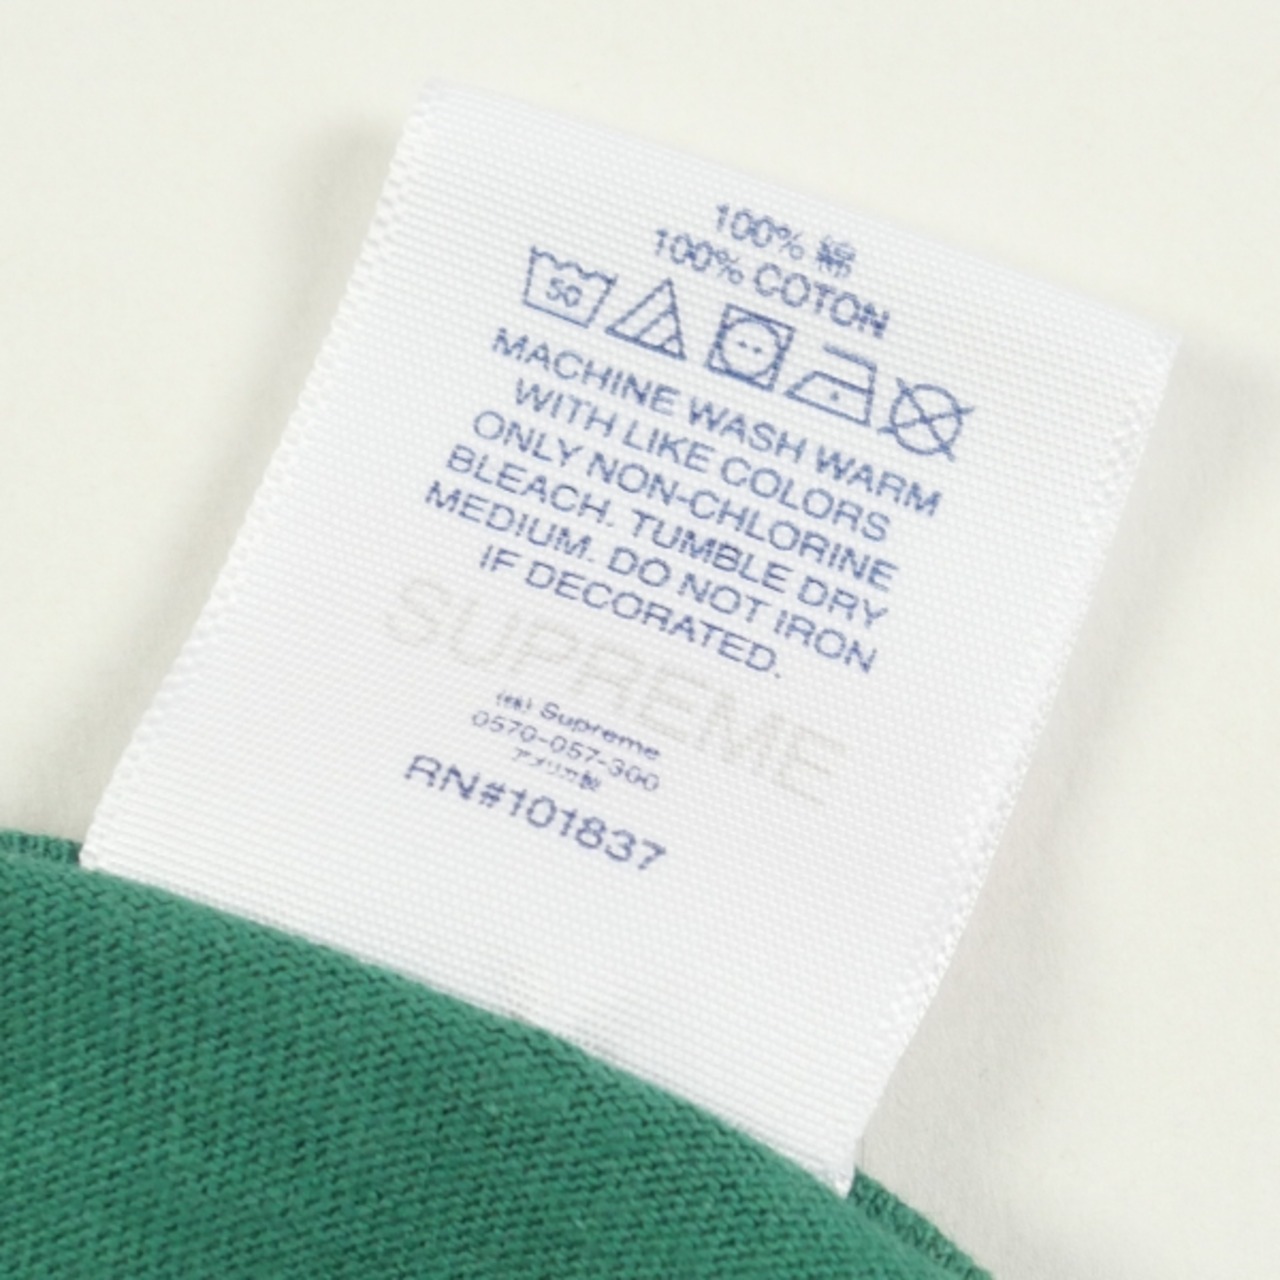 100% 綿
100% COTON
50
MACHINE WASH WARM
WITH LIKE COLORS
ONLY NON-CHLORINE
BLEACH. TUMBLE DRY
MEDIUM. DO NOT IRON
IF DECORATED.
SUPREME
(株) Supreme
0570-057-300
アメリカ製
RN#101837